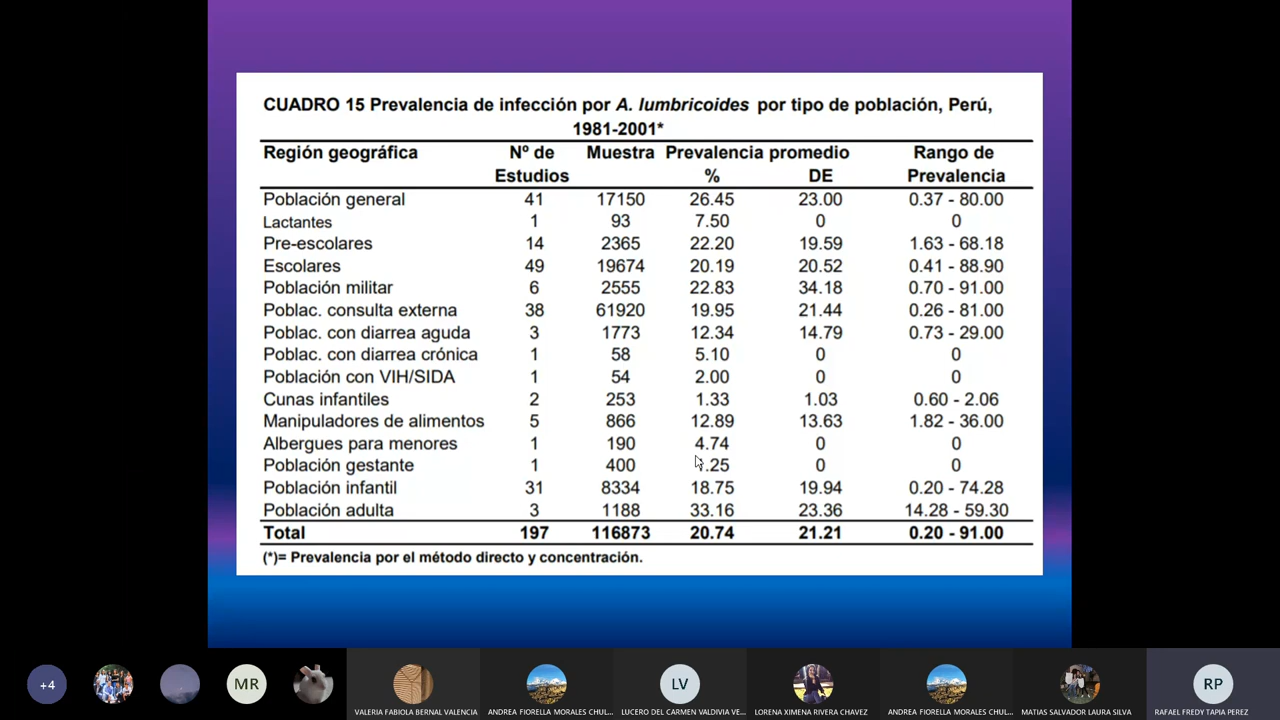 CUADRO 15 Prevalencia de infección por A. lumbricoides por tipo de población, Perú,
1981-2001*
Región geográfica Nº de Muestra Prevalencia promedio Rango de
Estudios % DE Prevalencia
Población general 41 17150 26.45 23.00 0.37 - 80.00
Lactantes 1 93 7.50 0 0
Pre-escolares 14 2365 22.20 19.59 1.63 - 68.18
Escolares 49 19674 20.19 20.52 0.41 - 88.90
Población militar 6 2555 22.83 34.18 0.70 - 91.00
Poblac. consulta externa 38 61920 19.95 21.44 0.26 - 81.00
Poblac. con diarrea aguda 3 1773 12.34 14.79 0.73 - 29.00
Poblac. con diarrea crónica 1 58 5.10 0 0
Población con VIH/SIDA 1 54 2.00 0 0
Cunas infantiles 2 253 1.33 1.03 0.60 - 2.06
Manipuladores de alimentos 5 866 12.89 13.63 1.82 - 36.00
Albergues para menores 1 190 4.74 0 0
Población gestante 1 400 .25 0 0
Población infantil 31 8334 18.75 19.94 0.20 - 74.28
Población adulta 3 1188 33.16 23.36 14.28 - 59.30
Total 197 116873 20.74 21.21 0.20 - 91.00
(*)= Prevalencia por el método directo y concentración.
+4 MR LV RP
VALERIA FABIOLA BERNAL VALENCIA ANDREA FIORELLA MORALES CHUL... LUCERO DEL CARMEN VALDIVIA VE... LORENA XIMENA RIVERA CHAVEZ ANDREA FIORELLA MORALES CHUL... MATIAS SALVADOR LAURA SILVA RAFAEL FREDY TAPIA PEREZ